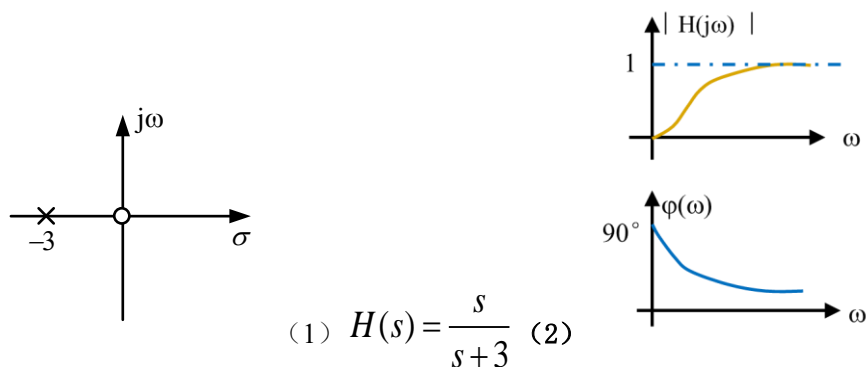 | H(jω) |
1
ω
jω
−3
σ
φ(ω)
90°
ω
（1） H(s) = s/(s+3) （2）